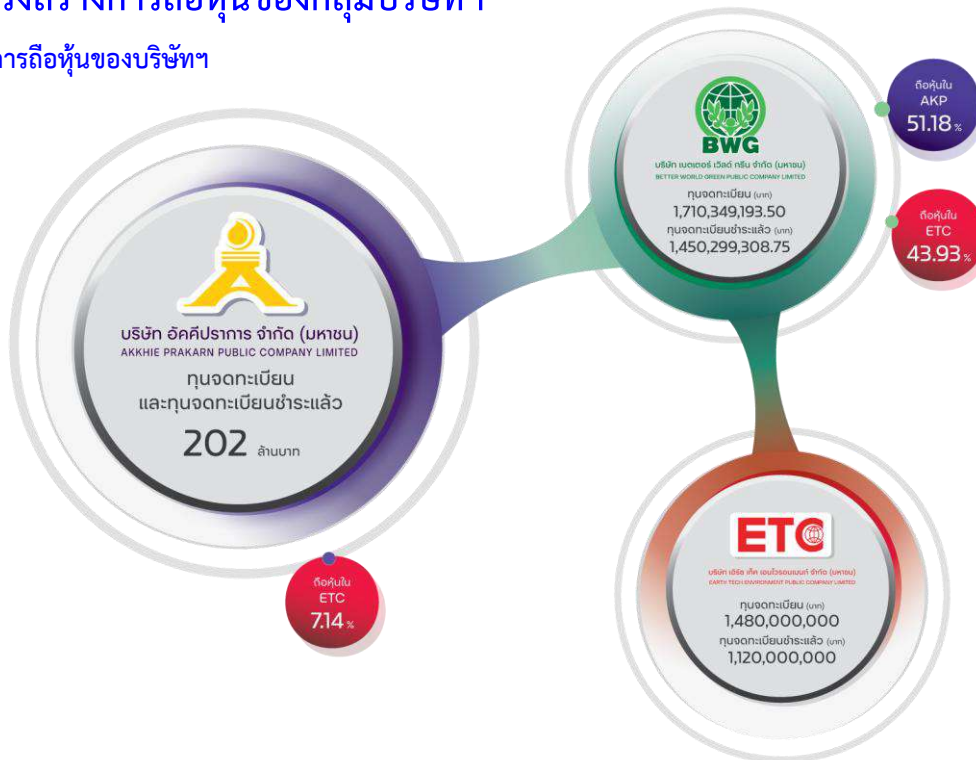 การถือหุ้นของบริษัทฯ
บริษัท อัคคีปราการ จำกัด (มหาชน)
AKKHIE PRAKARN PUBLIC COMPANY LIMITED
ทุนจดทะเบียน
และทุนจดทะเบียนชำระแล้ว
202 ล้านบาท
ถือหุ้นใน
ETC
7.14 %
BWG
บริษัท เบตเตอร์ เวิลด์ กรีน จำกัด (มหาชน)
BETTER WORLD GREEN PUBLIC COMPANY LIMITED
ทุนจดทะเบียน (บาท)
1,710,349,193.50
ทุนจดทะเบียนชำระแล้ว (บาท)
1,450,299,308.75
ถือหุ้นใน
AKP
51.18 %
ถือหุ้นใน
ETC
43.93 %
ETC
บริษัท เอิร์ธ เท็ค เอนไวรอนเมนท์ จำกัด (มหาชน)
EARTH TECH ENVIRONMENT PUBLIC COMPANY LIMITED
ทุนจดทะเบียน (บาท)
1,480,000,000
ทุนจดทะเบียนชำระแล้ว (บาท)
1,120,000,000